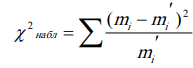 χ²набл = ∑ (mᵢ − mᵢ′)² / mᵢ′